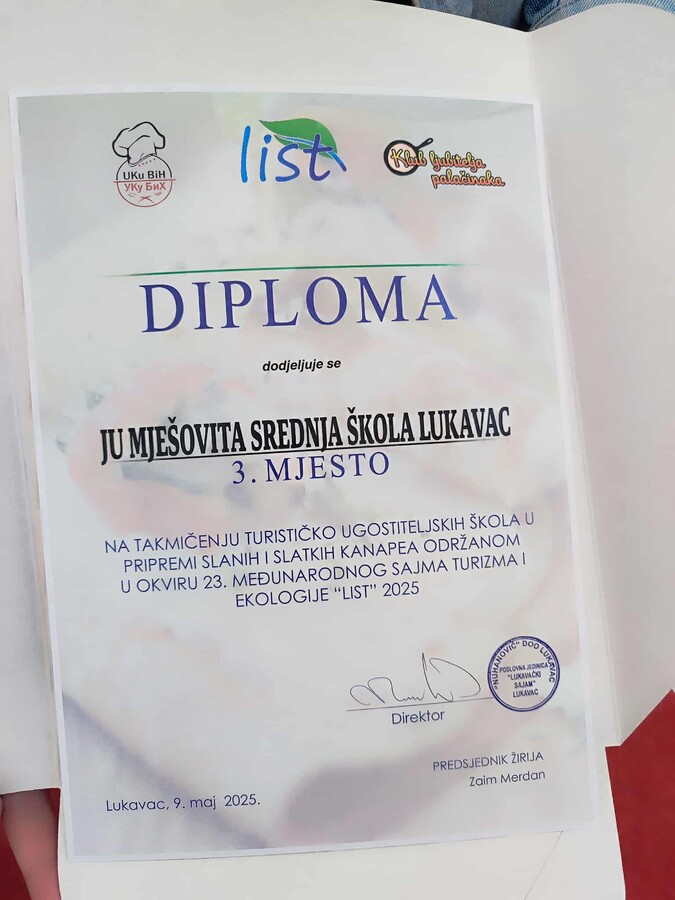 UKu BiH
УКу БиХ
list
Klub ljubitelja
palačinaka
DIPLOMA
dodjeljuje se
JU MJEŠOVITA SREDNJA ŠKOLA LUKAVAC
3. MJESTO
NA TAKMIČENJU TURISTIČKO UGOSTITELJSKIH ŠKOLA U
PRIPREMI SLANIH I SLATKIH KANAPEA ODRŽANOM
U OKVIRU 23. MEĐUNARODNOG SAJMA TURIZMA I
EKOLOGIJE “LIST” 2025
"NUHANOVIĆ" DOO LUKAVAC
POSLOVNA JEDINICA
"LUKAVAČKI
SAJAM"
LUKAVAC
Direktor
PREDSJEDNIK ŽIRIJA
Zaim Merdan
Lukavac, 9. maj 2025.